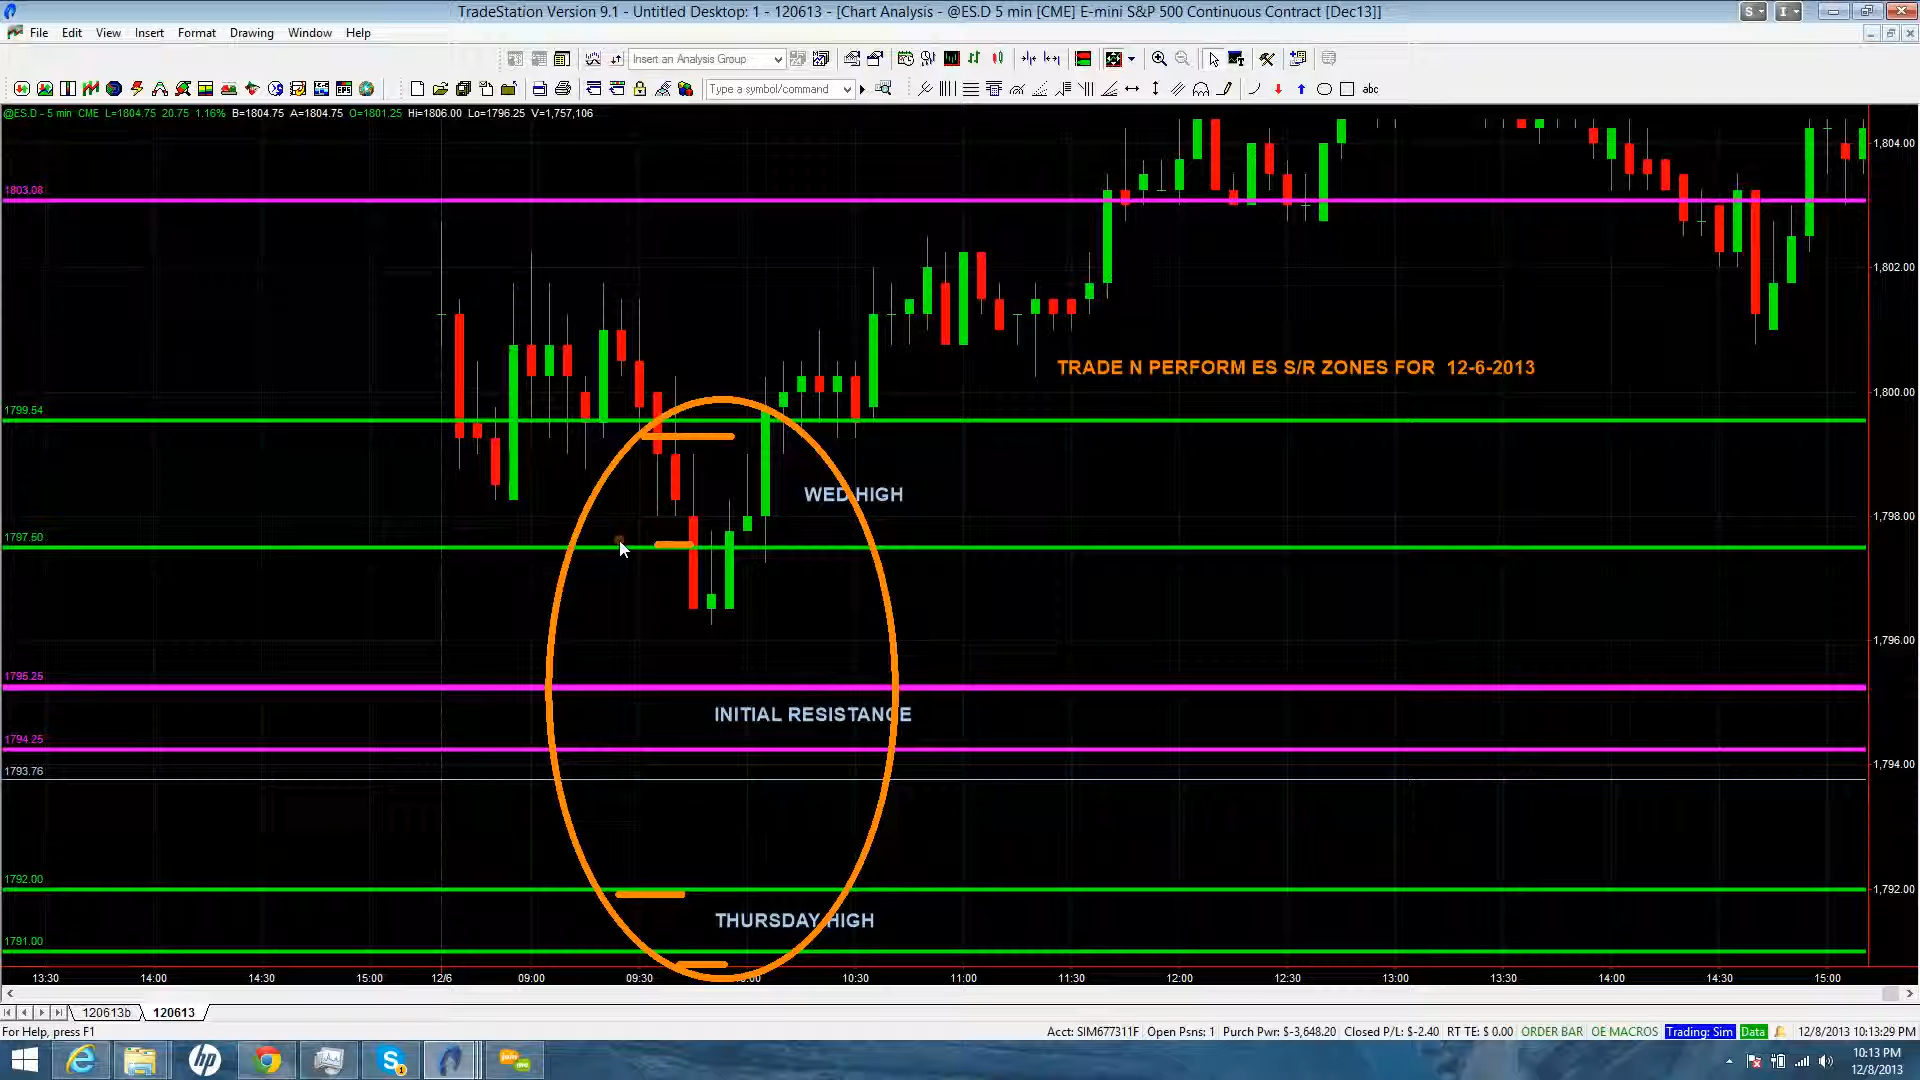 TradeStation Version 9.1 - Untitled Desktop: 1 - 120613 - [Chart Analysis - @ES.D 5 min [CME] E-mini S&P 500 Continuous Contract [Dec13]]
S I
File Edit View Insert Format Drawing Window Help
Insert an Analysis Group
Type a symbol/command abc
@ES.D - 5 min CME L=1804.75 20.75 1.16% B=1804.75 A=1804.75 O=1801.25 Hi=1806.00 Lo=1796.25 V=1,757,106
1,804.00
1803.08
1,802.00
TRADE N PERFORM ES S/R ZONES FOR 12-6-2013
1,800.00
1799.54
WED HIGH
1,798.00
1797.50
1,796.00
1795.25
INITIAL RESISTANCE
1794.25
1,794.00
1793.76
1792.00
1,792.00
THURSDAY HIGH
1791.00
13:30 14:00 14:30 15:00 12/6 09:00 09:30 10:00 10:30 11:00 11:30 12:00 12:30 13:00 13:30 14:00 14:30 15:00
120613b 120613
For Help, press F1 Acct: SIM677311F Open Psns: 1 Purch Pwr: $-3,648.20 Closed P/L: $-2.40 RT TE: $ 0.00 ORDER BAR OE MACROS Trading: Sim Data 12/8/2013 10:13:29 PM
10:13 PM
12/8/2013